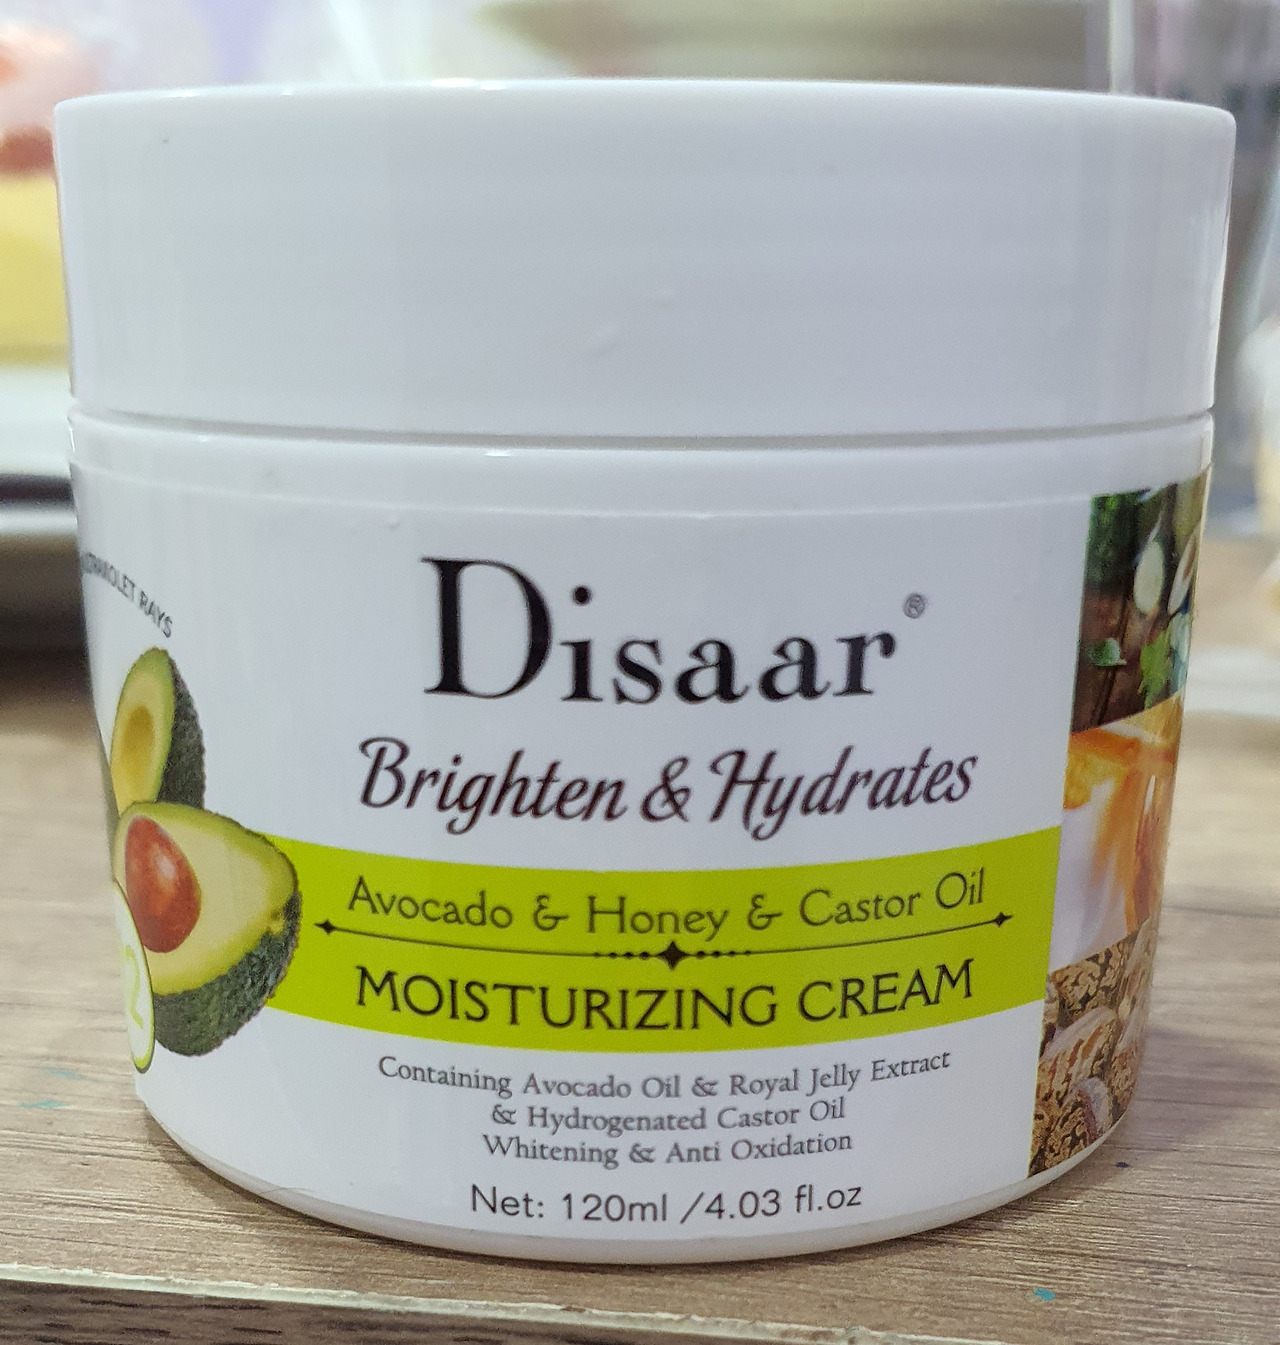 RAYS
Disaar®
Brighten & Hydrates
Avocado & Honey & Castor Oil
MOISTURIZING CREAM
Containing Avocado Oil & Royal Jelly Extract
& Hydrogenated Castor Oil
Whitening & Anti Oxidation
Net: 120ml /4.03 fl.oz